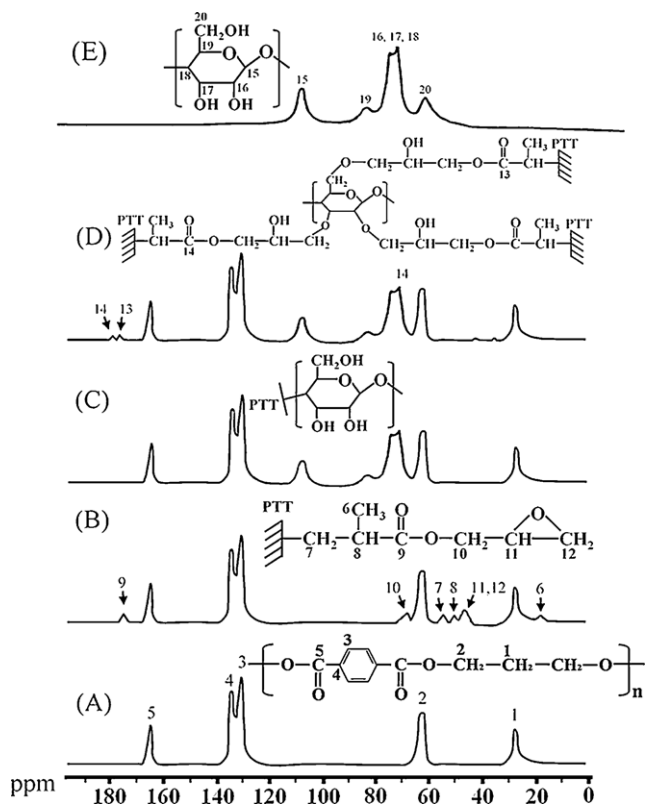 20
CH₂OH
(E)
19
O
O
18
15
17
16
OH
OH
15
19
16, 17, 18
20
OH
O
CH₃
PTT
O
CH₂
CH
CH₂
O
C
CH
13
CH₂
O
O
PTT
CH₃
O
OH
O
OH
O
CH₃
PTT
CH
C
O
CH₂
CH
CH₂
O
CH₂
CH
CH₂
O
C
CH
14
(D)
14
13
14
CH₂OH
(C)
O
O
PTT
OH
OH
PTT
6
CH₃
O
O
(B)
CH₂
CH
C
O
CH₂
CH
CH₂
7
8
9
10
11
12
9
10
7
8
11,12
6
5
3
2
1
O
C
C
O
CH₂
CH₂
CH₂
O
4
O
O
n
(A)
5
4
3
2
1
ppm
180
160
140
120
100
80
60
40
20
0